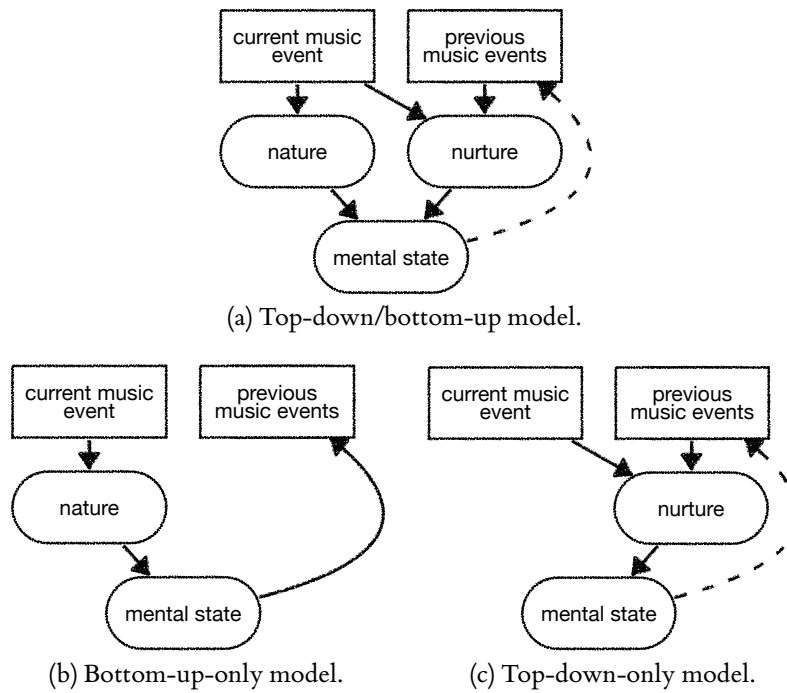 current music
event
previous
music events
nature
nurture
mental state
(a) Top-down/bottom-up model.
current music
event
previous
music events
nature
mental state
(b) Bottom-up-only model.
current music
event
previous
music events
nurture
mental state
(c) Top-down-only model.